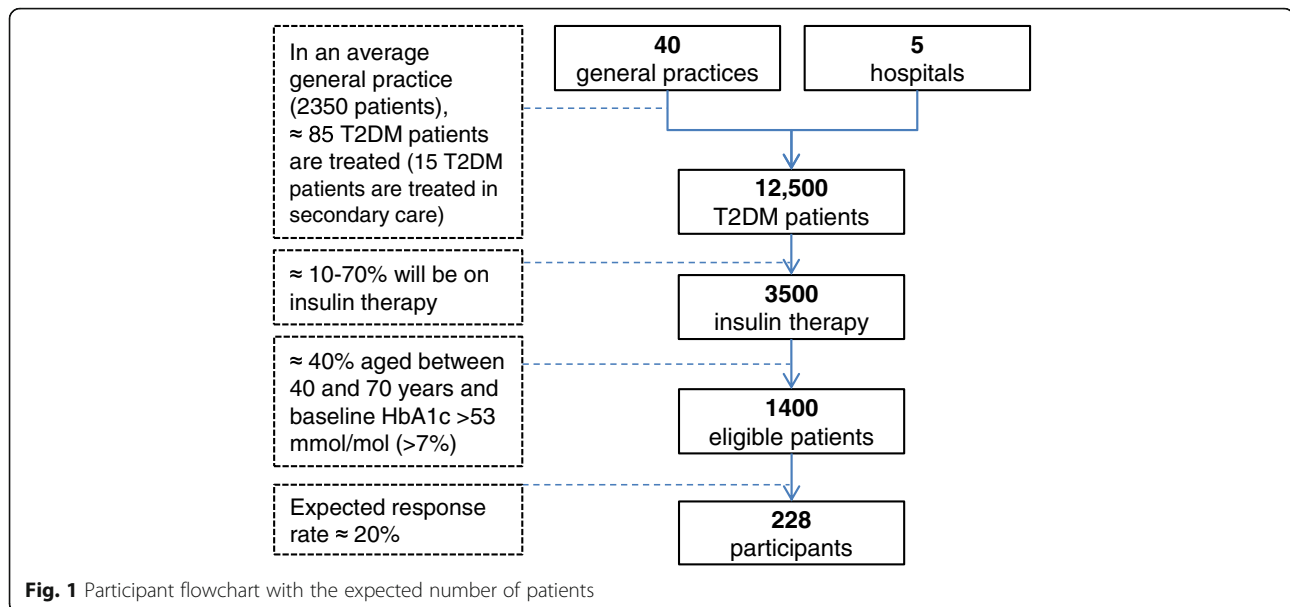 In an average
general practice
(2350 patients),
≈ 85 T2DM patients
are treated (15 T2DM
patients are treated in
secondary care)
40
general practices
5
hospitals
12,500
T2DM patients
≈ 10-70% will be on
insulin therapy
3500
insulin therapy
≈ 40% aged between
40 and 70 years and
baseline HbA1c >53
mmol/mol (>7%)
1400
eligible patients
Expected response
rate ≈ 20%
228
participants
Fig. 1 Participant flowchart with the expected number of patients